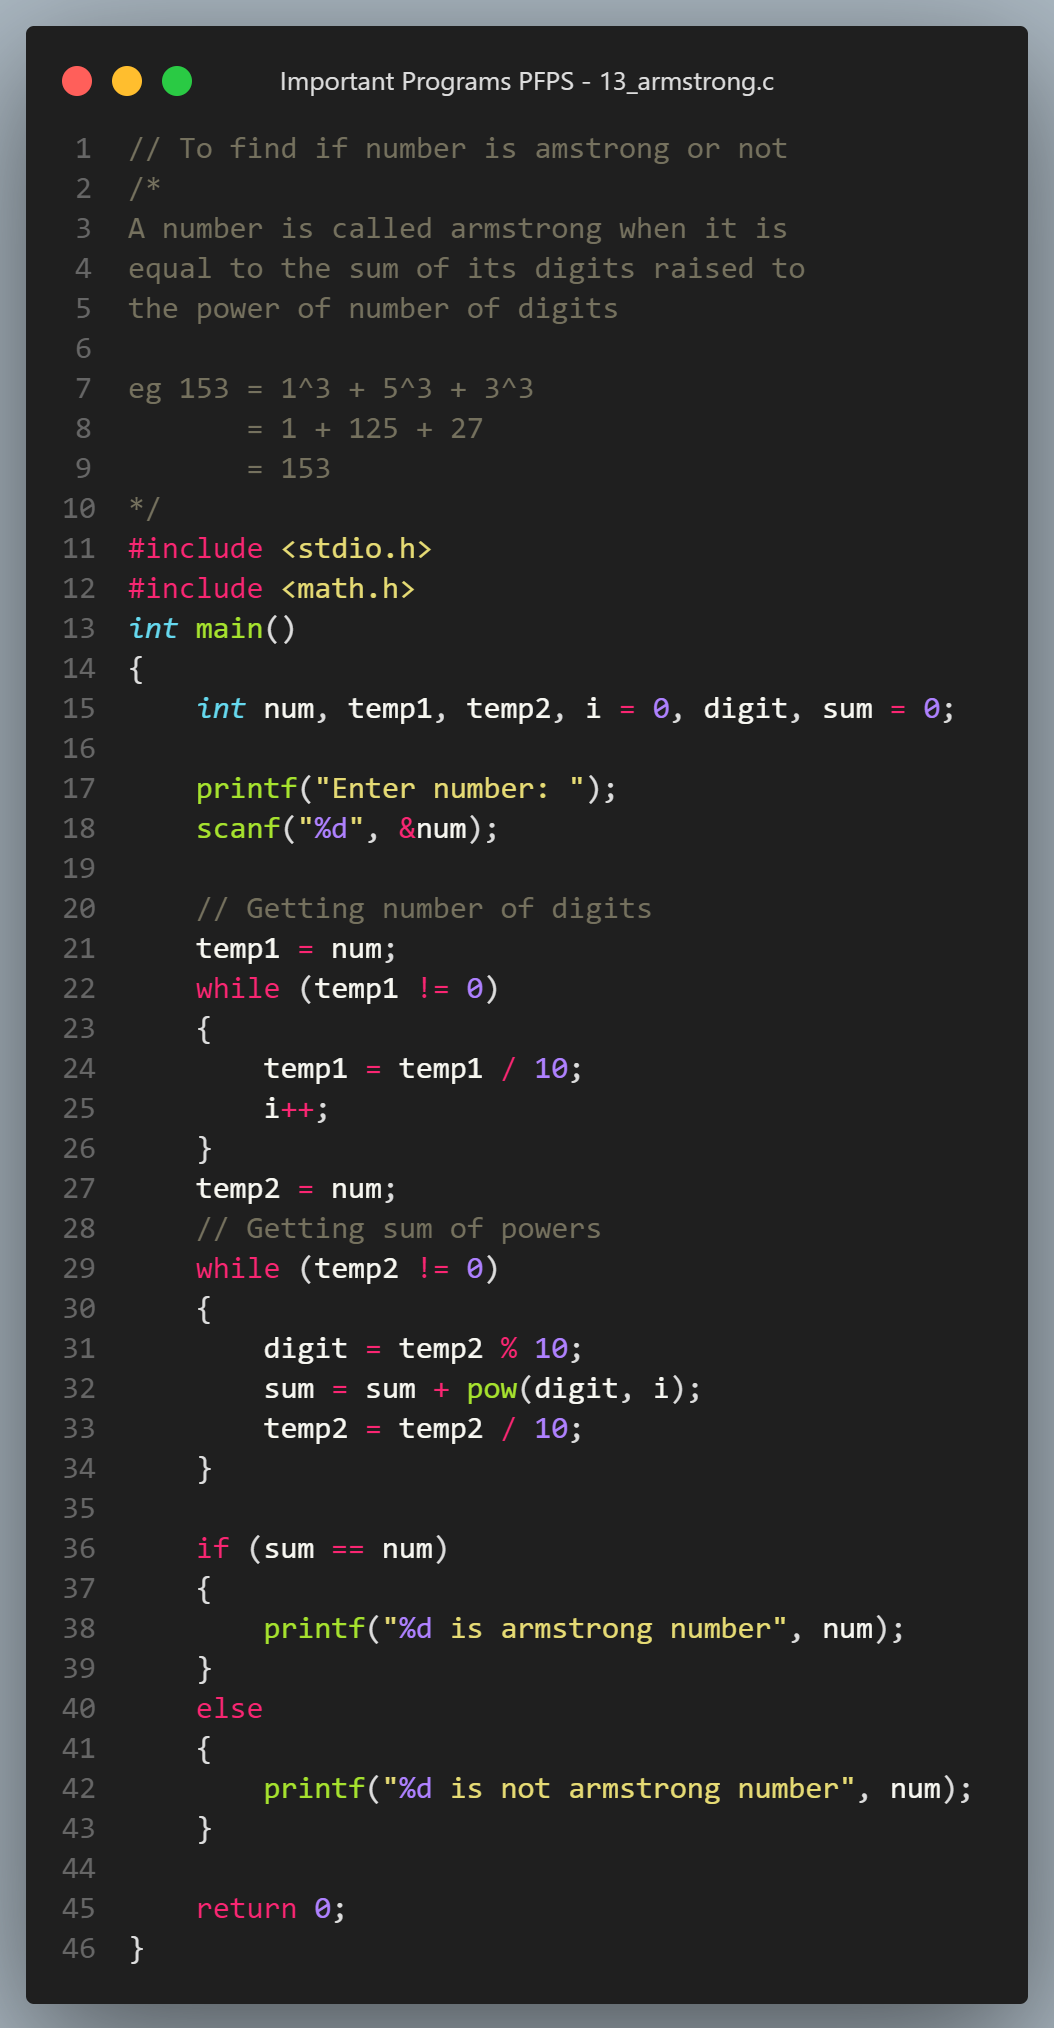 Important Programs PFPS - 13_armstrong.c
1 // To find if number is amstrong or not
2 /*
3 A number is called armstrong when it is
4 equal to the sum of its digits raised to
5 the power of number of digits
6
7 eg 153 = 1^3 + 5^3 + 3^3
8        = 1 + 125 + 27
9        = 153
10 */
11 #include <stdio.h>
12 #include <math.h>
13 int main()
14 {
15     int num, temp1, temp2, i = 0, digit, sum = 0;
16
17     printf("Enter number: ");
18     scanf("%d", &num);
19
20     // Getting number of digits
21     temp1 = num;
22     while (temp1 != 0)
23     {
24         temp1 = temp1 / 10;
25         i++;
26     }
27     temp2 = num;
28     // Getting sum of powers
29     while (temp2 != 0)
30     {
31         digit = temp2 % 10;
32         sum = sum + pow(digit, i);
33         temp2 = temp2 / 10;
34     }
35
36     if (sum == num)
37     {
38         printf("%d is armstrong number", num);
39     }
40     else
41     {
42         printf("%d is not armstrong number", num);
43     }
44
45     return 0;
46 }